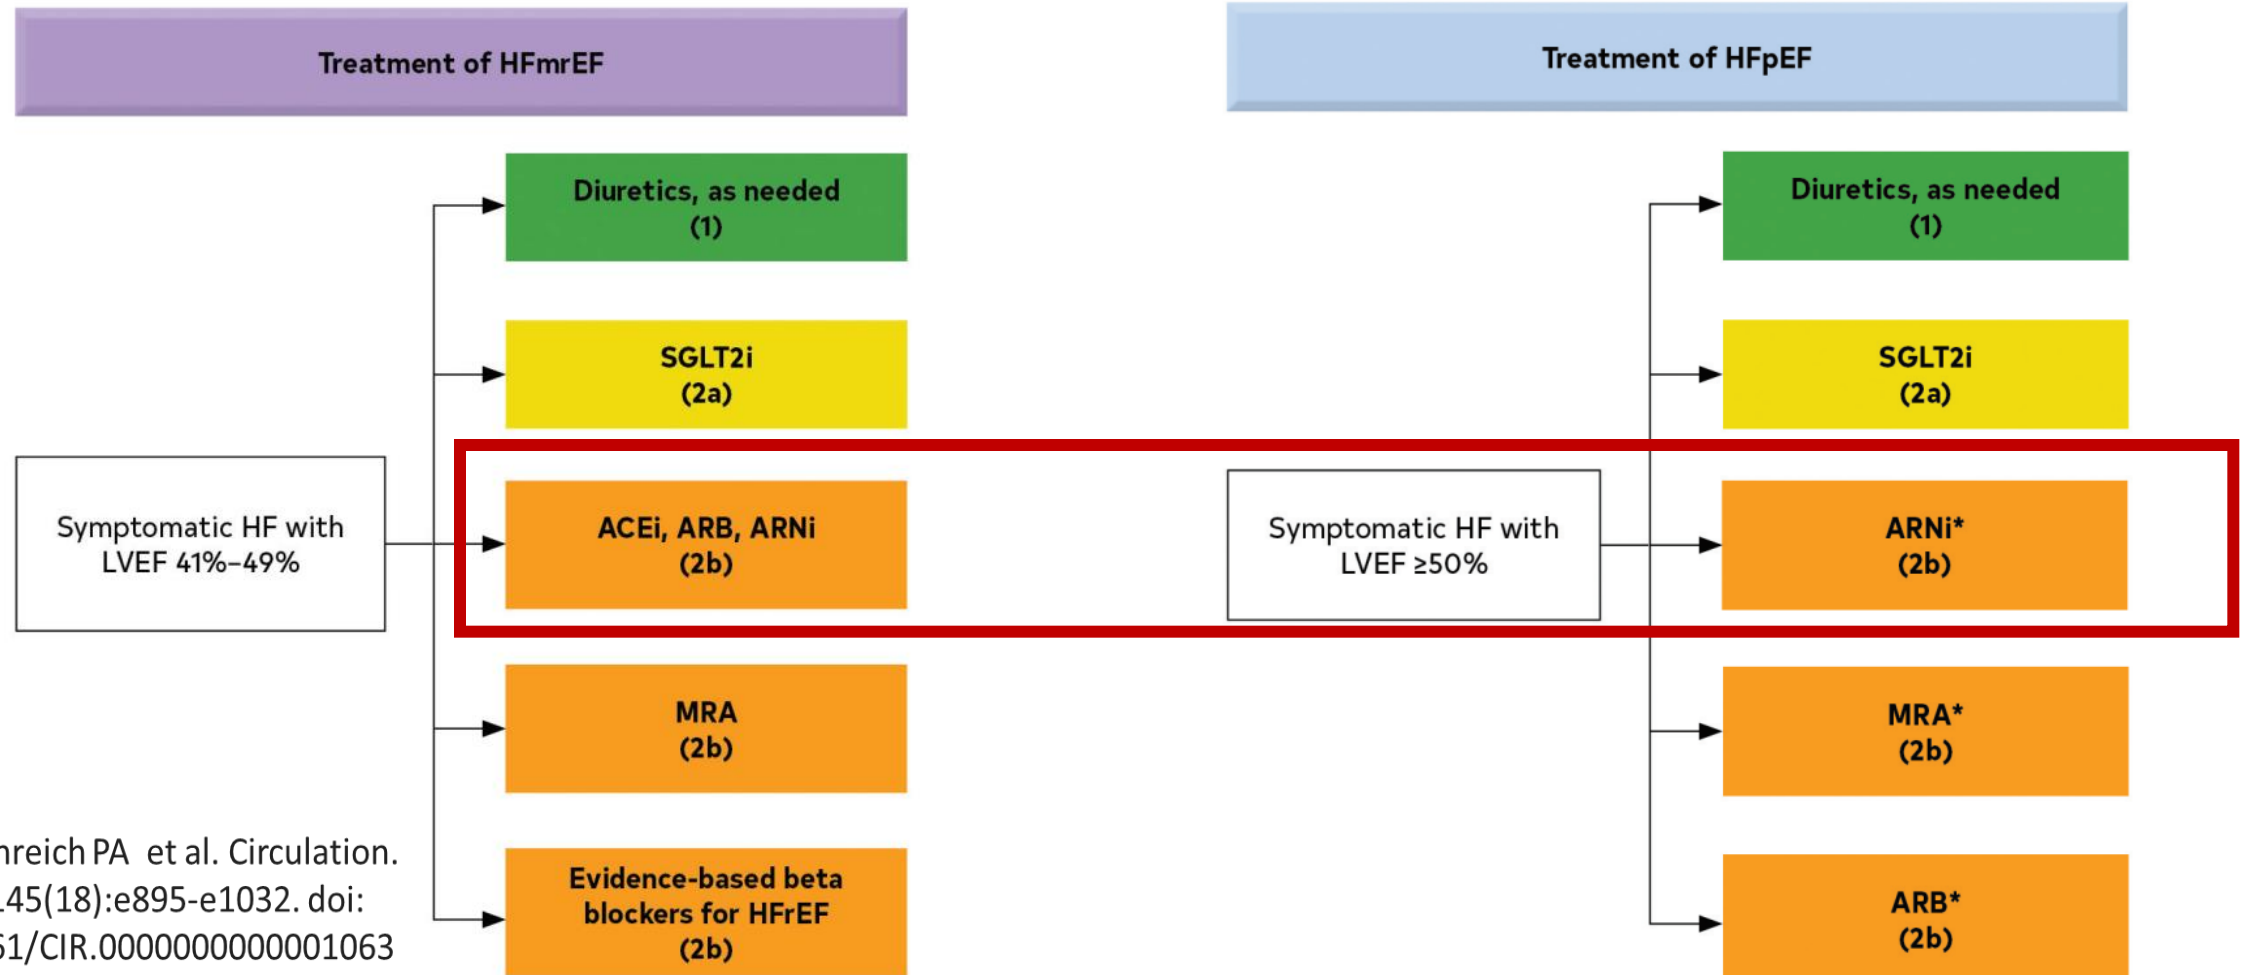 Treatment of HFmrEF
Diuretics, as needed
(1)
SGLT2i
(2a)
Symptomatic HF with
LVEF 41%–49%
ACEi, ARB, ARNi
(2b)
MRA
(2b)
Evidence-based beta
blockers for HFrEF
(2b)
Treatment of HFpEF
Diuretics, as needed
(1)
SGLT2i
(2a)
Symptomatic HF with
LVEF ≥50%
ARNi*
(2b)
MRA*
(2b)
ARB*
(2b)
nreich PA et al. Circulation.
145(18):e895-e1032. doi:
61/CIR.0000000000001063